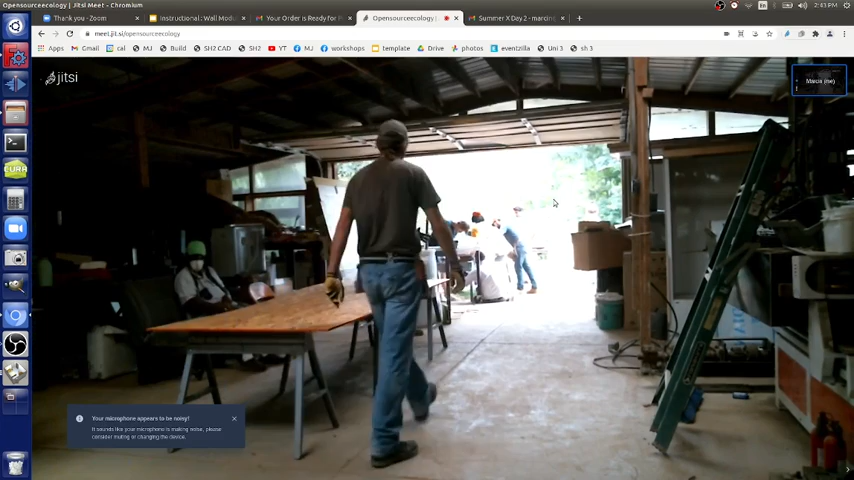 Opensourceecology | Jitsi Meet - Chromium
2:43 PM
Thank you - Zoom
Instructional: Wall Modu
Your Order is Ready for P
Opensourceecology |
Summer X Day 2 - marcin
meet.jit.si/opensourceecology
Apps
Gmail
cal
MJ
Build
SH2 CAD
SH
YT
MJ
workshops
template
Drive
photos
eventzilla
Uni 3
sh 3
jitsi
Marcin (me)
CURA
Your microphone appears to be noisy!
It sounds like your microphone is making noise, please
consider muting or changing the device.